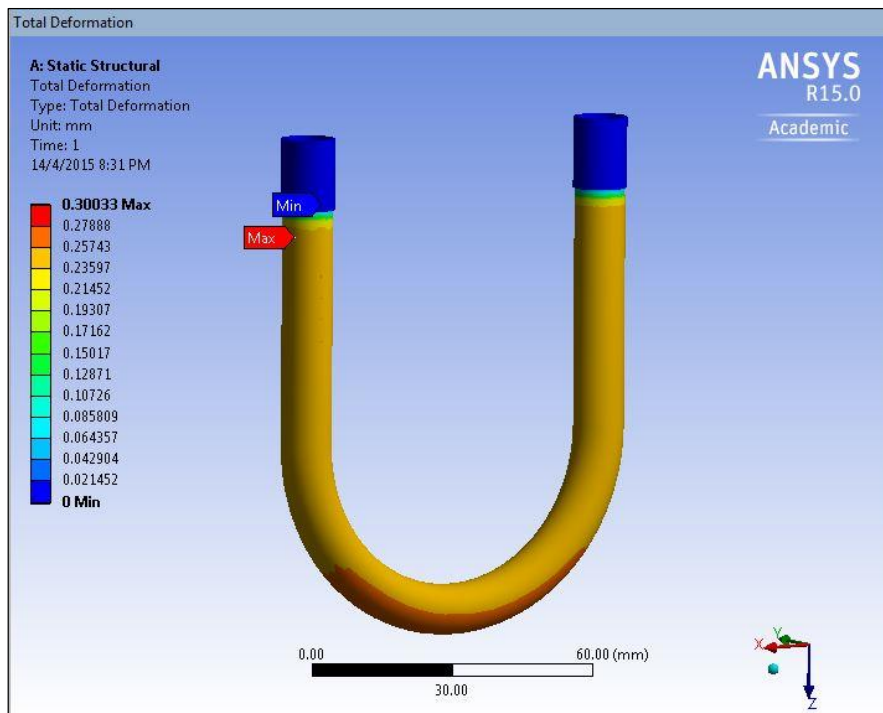 Total Deformation
A: Static Structural
Total Deformation
Type: Total Deformation
Unit: mm
Time: 1
14/4/2015 8:31 PM
ANSYS
R15.0
Academic
0.30033 Max
0.27888
0.25743
0.23597
0.21452
0.19307
0.17162
0.15017
0.12871
0.10726
0.085809
0.064357
0.042904
0.021452
0 Min
Min
Max
0.00
60.00 (mm)
30.00
X
Y
Z